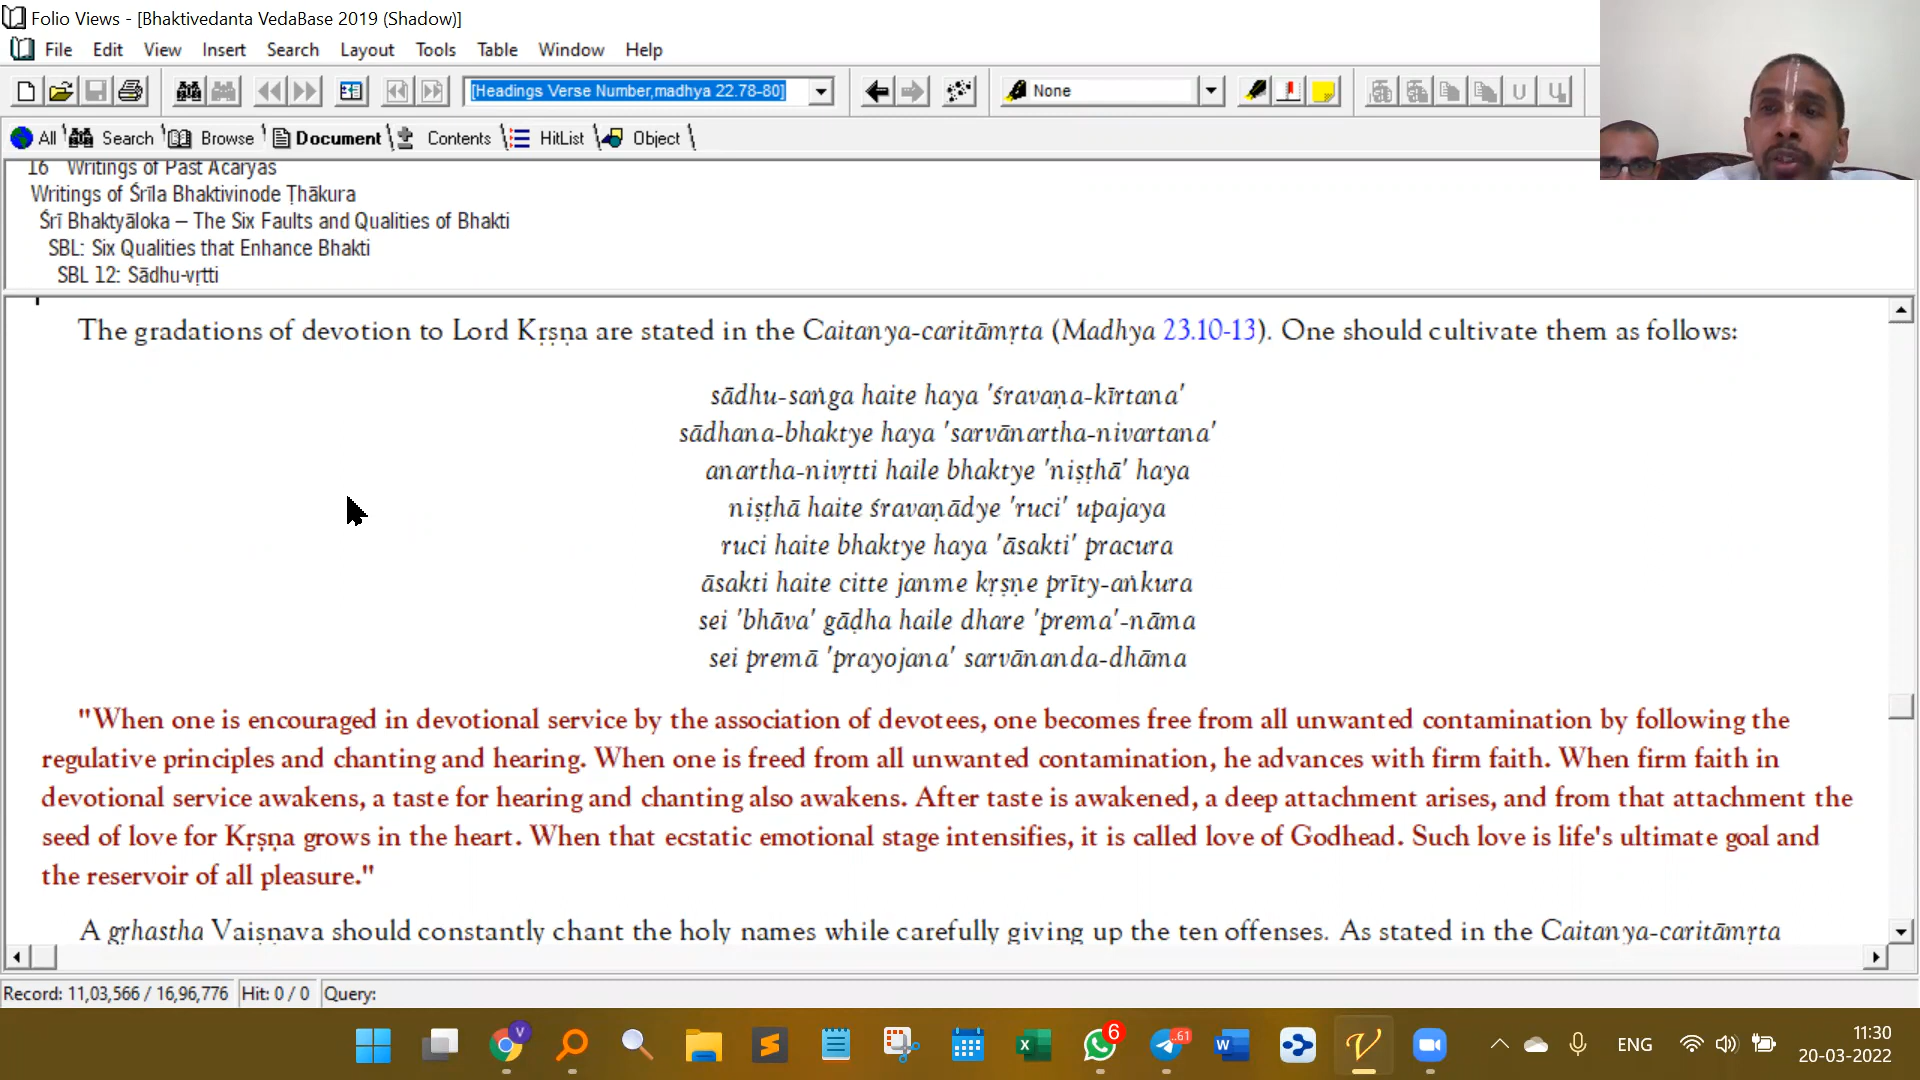 Folio Views - [Bhaktivedanta VedaBase 2019 (Shadow)]
File Edit View Insert Search Layout Tools Table Window Help
[Headings Verse Number,madhya 22.78-80]
None
All Search Browse Document Contents HitList Object
16 Writings of Past Ācāryas
Writings of Śrīla Bhaktivinode Ṭhākura
Śrī Bhaktyāloka – The Six Faults and Qualities of Bhakti
SBL: Six Qualities that Enhance Bhakti
SBL 12: Sādhu-vṛtti
The gradations of devotion to Lord Kṛṣṇa are stated in the Caitanya-caritāmṛta (Madhya 23.10-13). One should cultivate them as follows:
sādhu-saṅga haite haya 'śravaṇa-kīrtana'
sādhana-bhaktye haya 'sarvānartha-nivartana'
anartha-nivṛtti haile bhaktye 'niṣṭhā' haya
niṣṭhā haite śravaṇādye 'ruci' upajaya
ruci haite bhaktye haya 'āsakti' pracura
āsakti haite citte janme kṛṣṇe prīty-aṅkura
sei 'bhāva' gāḍha haile dhare 'prema'-nāma
sei premā 'prayojana' sarvānanda-dhāma
"When one is encouraged in devotional service by the association of devotees, one becomes free from all unwanted contamination by following the
regulative principles and chanting and hearing. When one is freed from all unwanted contamination, he advances with firm faith. When firm faith in
devotional service awakens, a taste for hearing and chanting also awakens. After taste is awakened, a deep attachment arises, and from that attachment the
seed of love for Kṛṣṇa grows in the heart. When that ecstatic emotional stage intensifies, it is called love of Godhead. Such love is life's ultimate goal and
the reservoir of all pleasure."
A gṛhastha Vaiṣṇava should constantly chant the holy names while carefully giving up the ten offenses. As stated in the Caitanya-caritāmṛta
Record: 11,03,566 / 16,96,776 Hit: 0 / 0 Query:
V
6
61
ENG
11:30
20-03-2022